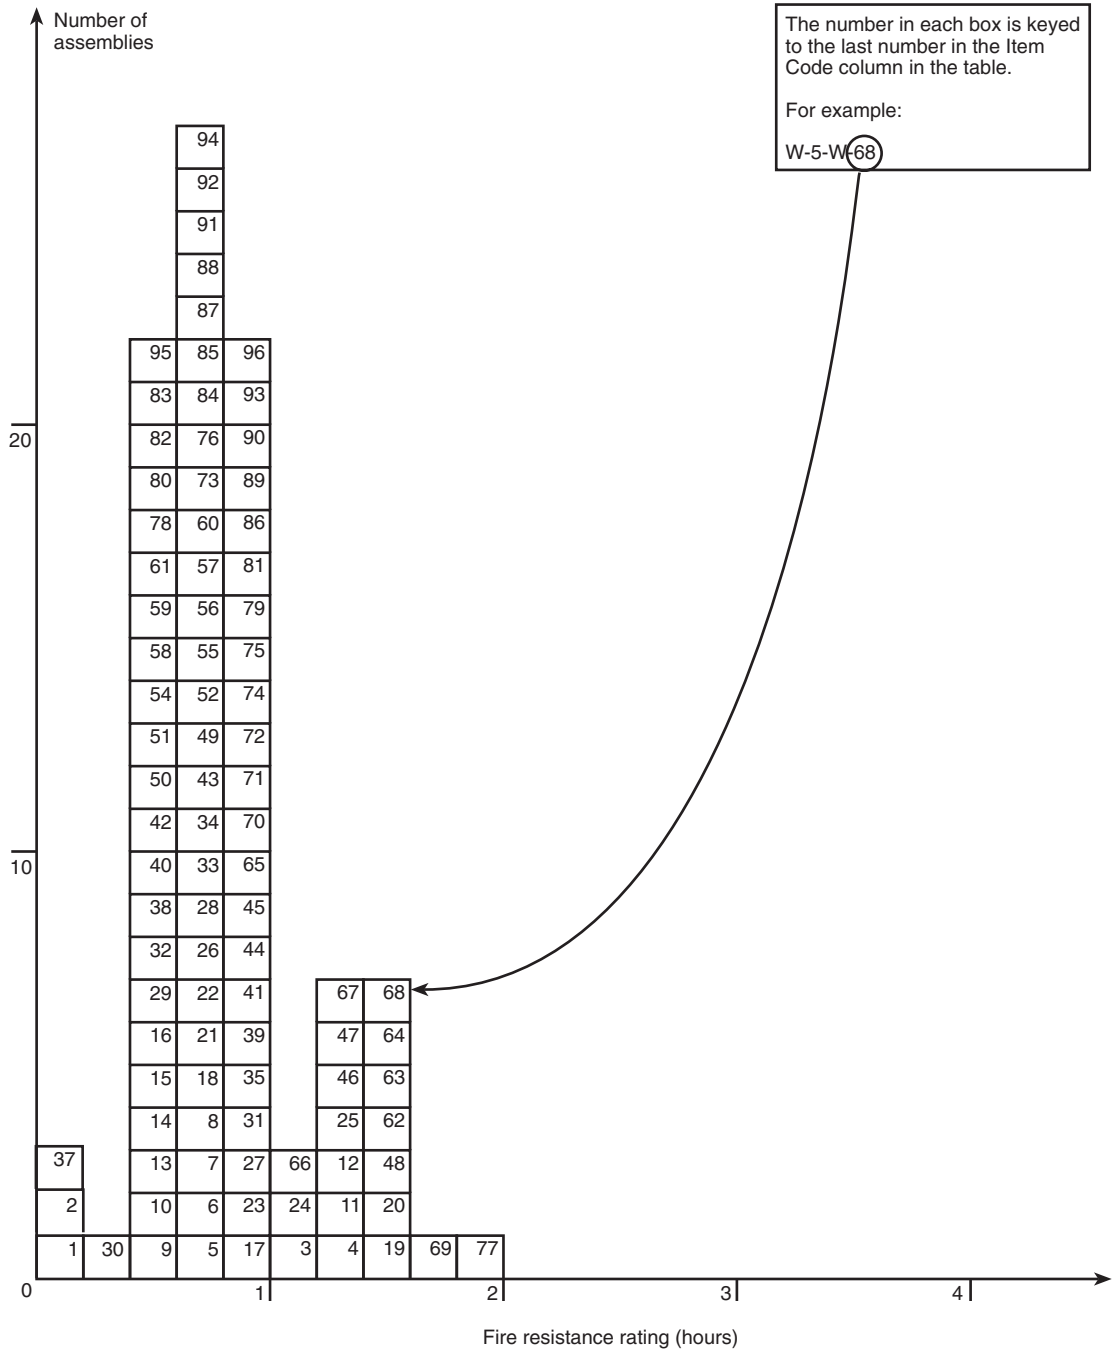 Number of
assemblies
The number in each box is keyed
to the last number in the Item
Code column in the table.
For example:
W-5-W-68
94
92
91
88
87
95 85 96
83 84 93
20
82 76 90
80 73 89
78 60 86
61 57 81
59 56 79
58 55 75
54 52 74
51 49 72
50 43 71
42 34 70
10
40 33 65
38 28 45
32 26 44
29 22 41 67 68
16 21 39 47 64
15 18 35 46 63
14 8 31 25 62
37 13 7 27 66 12 48
2 10 6 23 24 11 20
1 30 9 5 17 3 4 19 69 77
0 1 2 3 4
Fire resistance rating (hours)